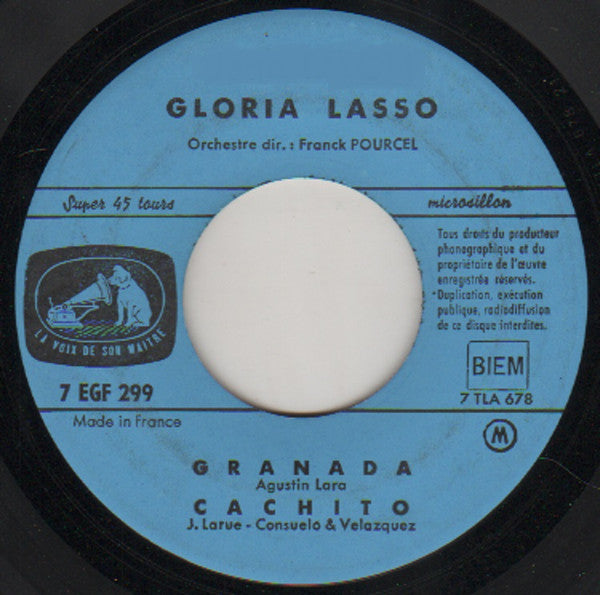 GLORIA LASSO
Orchestre dir. : Franck POURCEL
Super 45 tours
microsillon
Tous droits du producteur
phonographique et du
propriétaire de l'œuvre
enregistrée réservés.
Duplication, exécution
publique, radiodiffusion
de ce disque interdites.
LA VOIX DE SON MAITRE
7 EGF 299
BIEM
7 TLA 678
Made in France
M
GRANADA
Agustin Lara
CACHITO
J. Larue - Consuelo & Velazquez